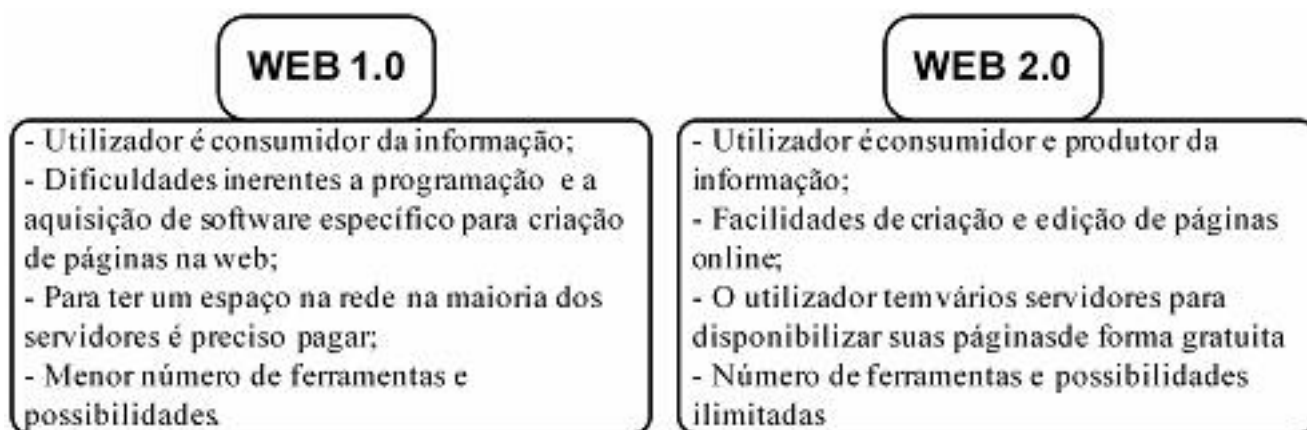 WEB 1.0
- Utilizador é consumidor da informação;
- Dificuldades inerentes a programação e a
aquisição de software específico para criação
de páginas na web;
- Para ter um espaço na rede na maioria dos
servidores é preciso pagar;
- Menor número de ferramentas e
possibilidades.
WEB 2.0
- Utilizador éconsumidor e produtor da
informação;
- Facilidades de criação e edição de páginas
online;
- O utilizador temvários servidores para
disponibilizar suas páginasde forma gratuita
- Número de ferramentas e possibilidades
ilimitadas